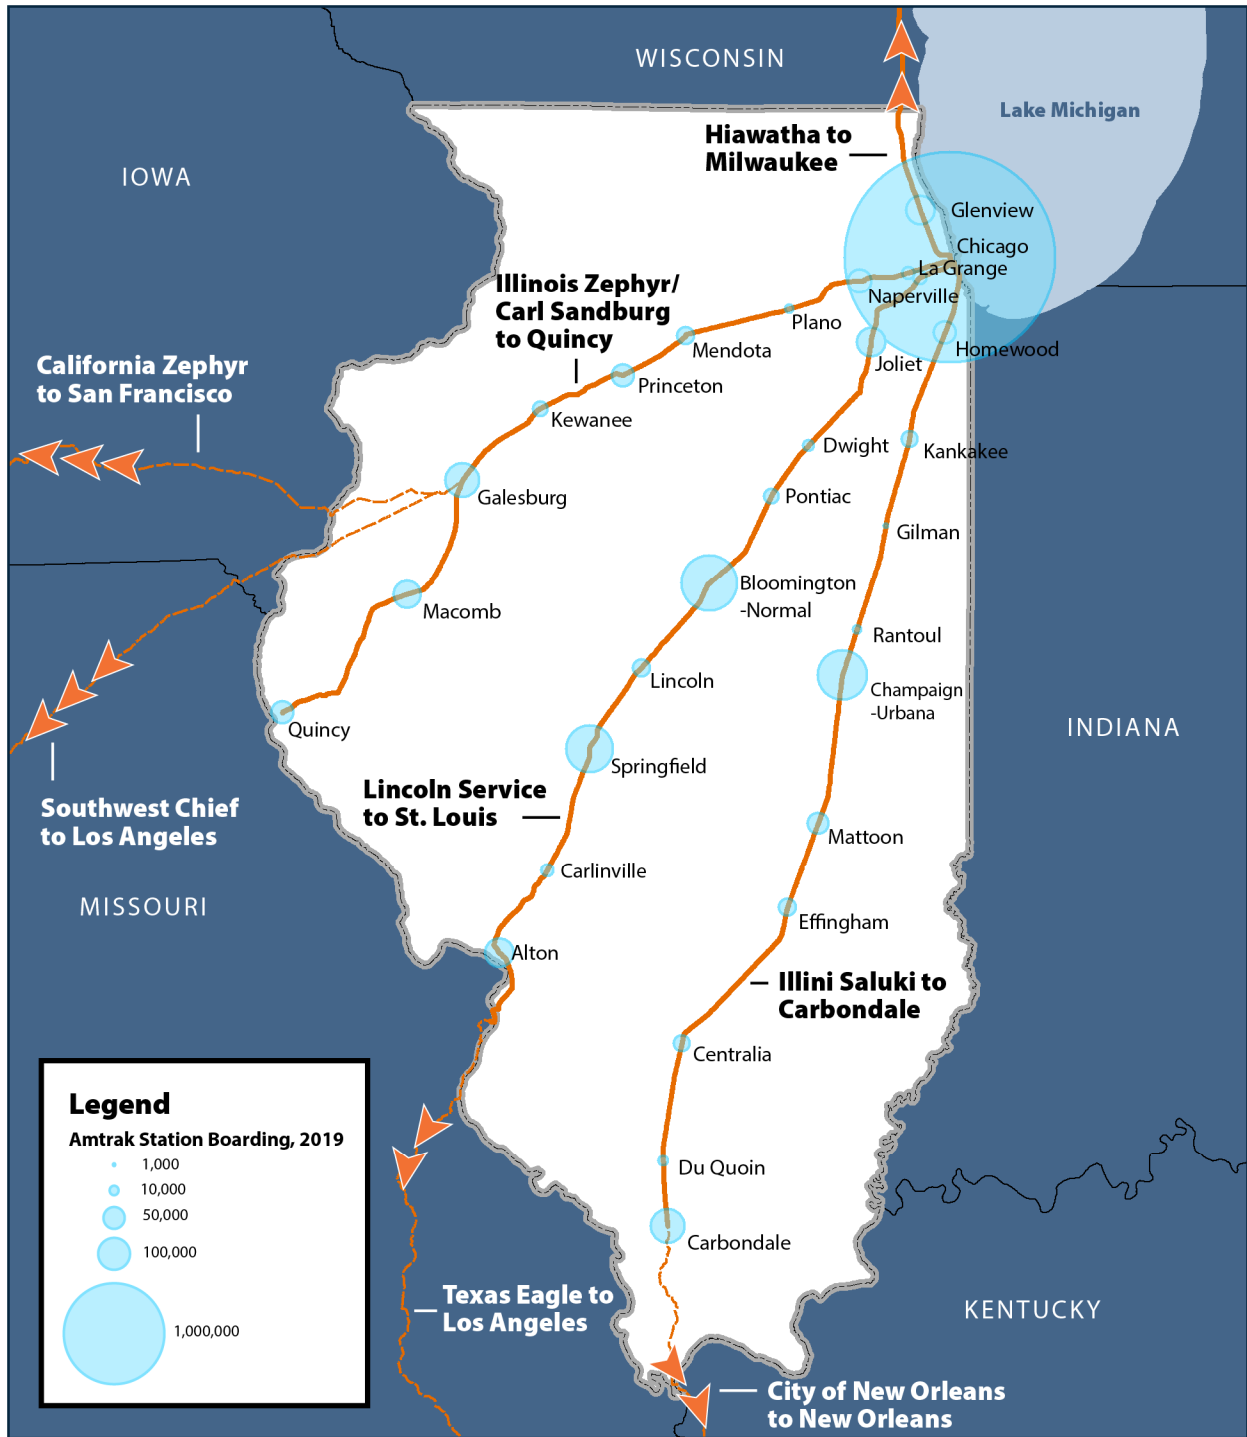 WISCONSIN
Lake Michigan
Hiawatha to
Milwaukee
IOWA
Glenview
Chicago
La Grange
Naperville
Illinois Zephyr/
Carl Sandburg
to Quincy
Plano
Mendota
Homewood
Joliet
California Zephyr
to San Francisco
Princeton
Kewanee
Dwight
Kankakee
Galesburg
Pontiac
Gilman
Bloomington
-Normal
Macomb
Rantoul
Lincoln
Champaign
-Urbana
Quincy
INDIANA
Springfield
Lincoln Service
to St. Louis
Southwest Chief
to Los Angeles
Mattoon
Carlinville
MISSOURI
Effingham
Alton
Illini Saluki to
Carbondale
Centralia
Legend
Amtrak Station Boarding, 2019
1,000
10,000
50,000
100,000
1,000,000
Du Quoin
Carbondale
Texas Eagle to
Los Angeles
KENTUCKY
City of New Orleans
to New Orleans